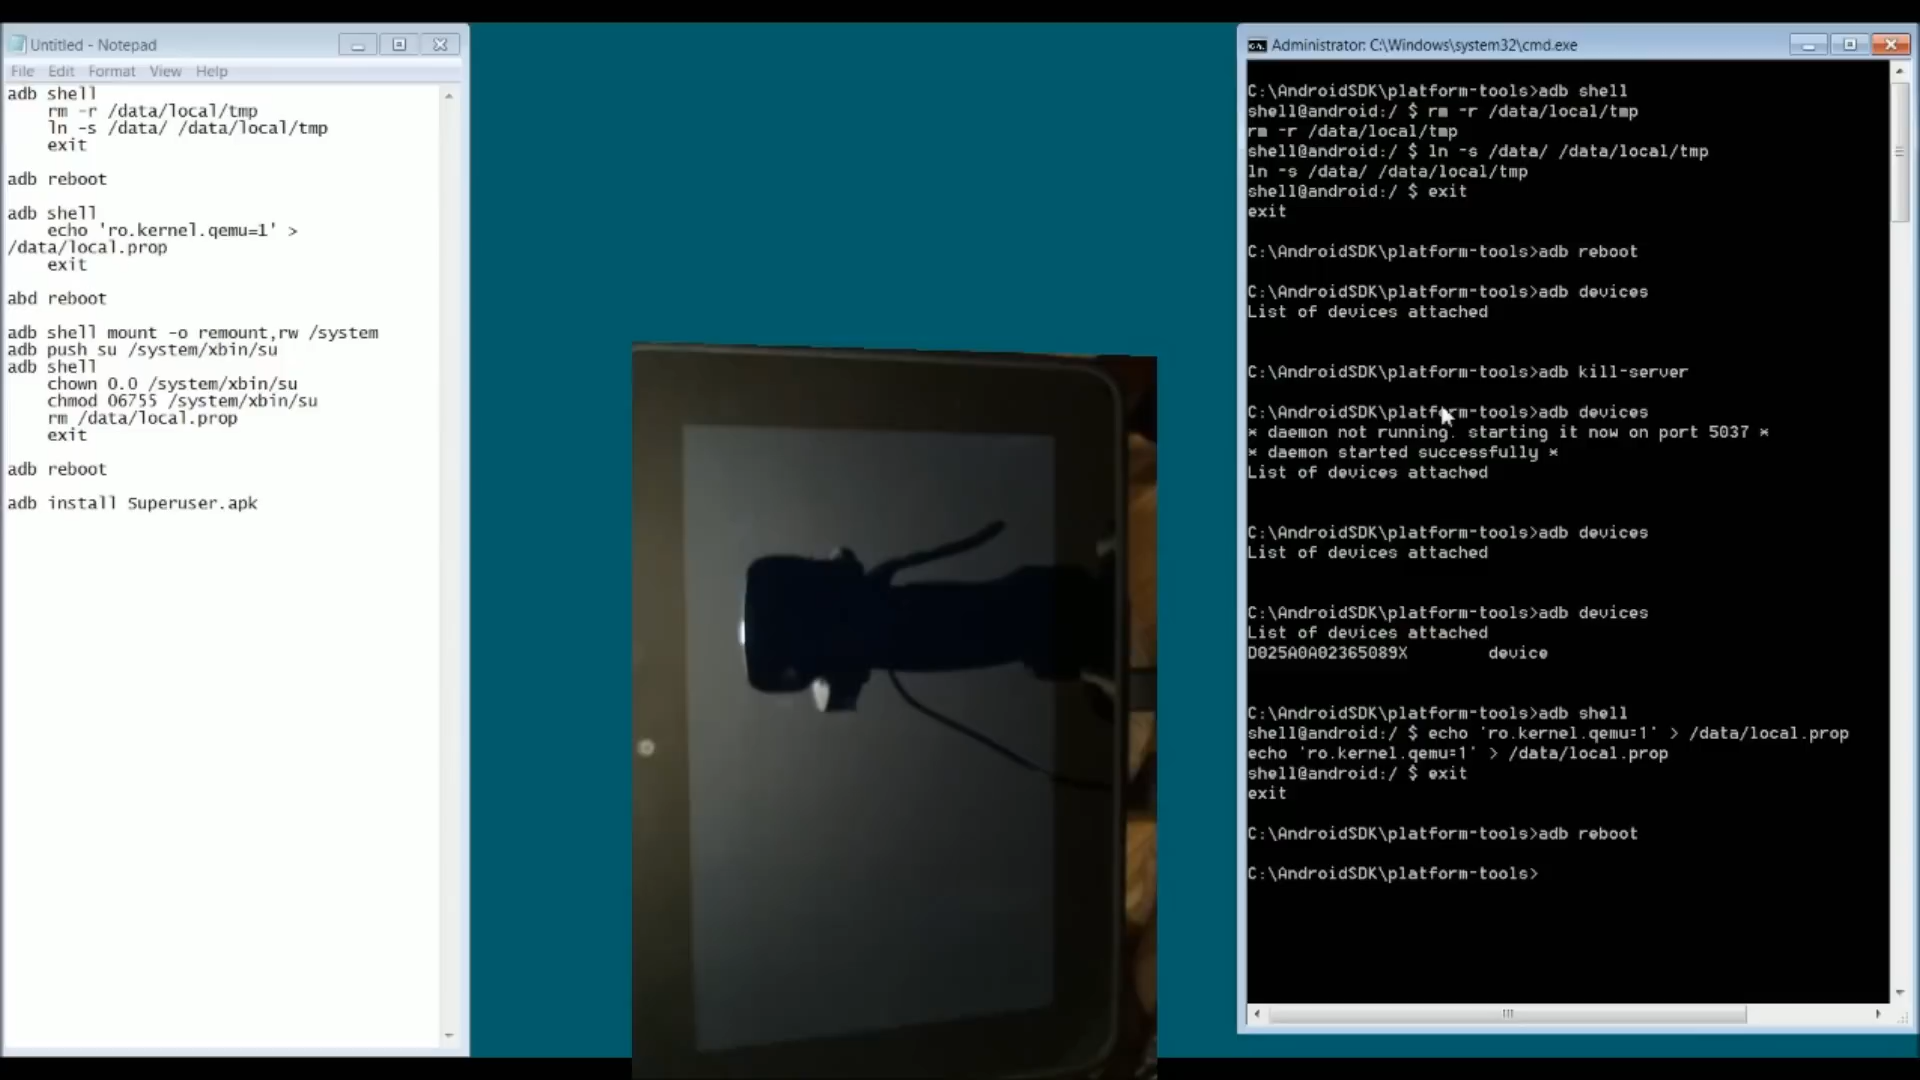 Untitled - Notepad
File Edit Format View Help
adb shell
rm -r /data/local/tmp
ln -s /data/ /data/local/tmp
exit
adb reboot
adb shell
echo 'ro.kernel.qemu=1' >
/data/local.prop
exit
abd reboot
adb shell mount -o remount,rw /system
adb push su /system/xbin/su
adb shell
chown 0.0 /system/xbin/su
chmod 06755 /system/xbin/su
rm /data/local.prop
exit
adb reboot
adb install Superuser.apk
Administrator: C:\Windows\system32\cmd.exe
C:\AndroidSDK\platform-tools>adb shell
shell@android:/ $ rm -r /data/local/tmp
rm -r /data/local/tmp
shell@android:/ $ ln -s /data/ /data/local/tmp
ln -s /data/ /data/local/tmp
shell@android:/ $ exit
exit
C:\AndroidSDK\platform-tools>adb reboot
C:\AndroidSDK\platform-tools>adb devices
List of devices attached
C:\AndroidSDK\platform-tools>adb kill-server
C:\AndroidSDK\platform-tools>adb devices
* daemon not running. starting it now on port 5037 *
* daemon started successfully *
List of devices attached
C:\AndroidSDK\platform-tools>adb devices
List of devices attached
C:\AndroidSDK\platform-tools>adb devices
List of devices attached
D025A0A02365089X device
C:\AndroidSDK\platform-tools>adb shell
shell@android:/ $ echo 'ro.kernel.qemu=1' > /data/local.prop
echo 'ro.kernel.qemu=1' > /data/local.prop
shell@android:/ $ exit
exit
C:\AndroidSDK\platform-tools>adb reboot
C:\AndroidSDK\platform-tools>